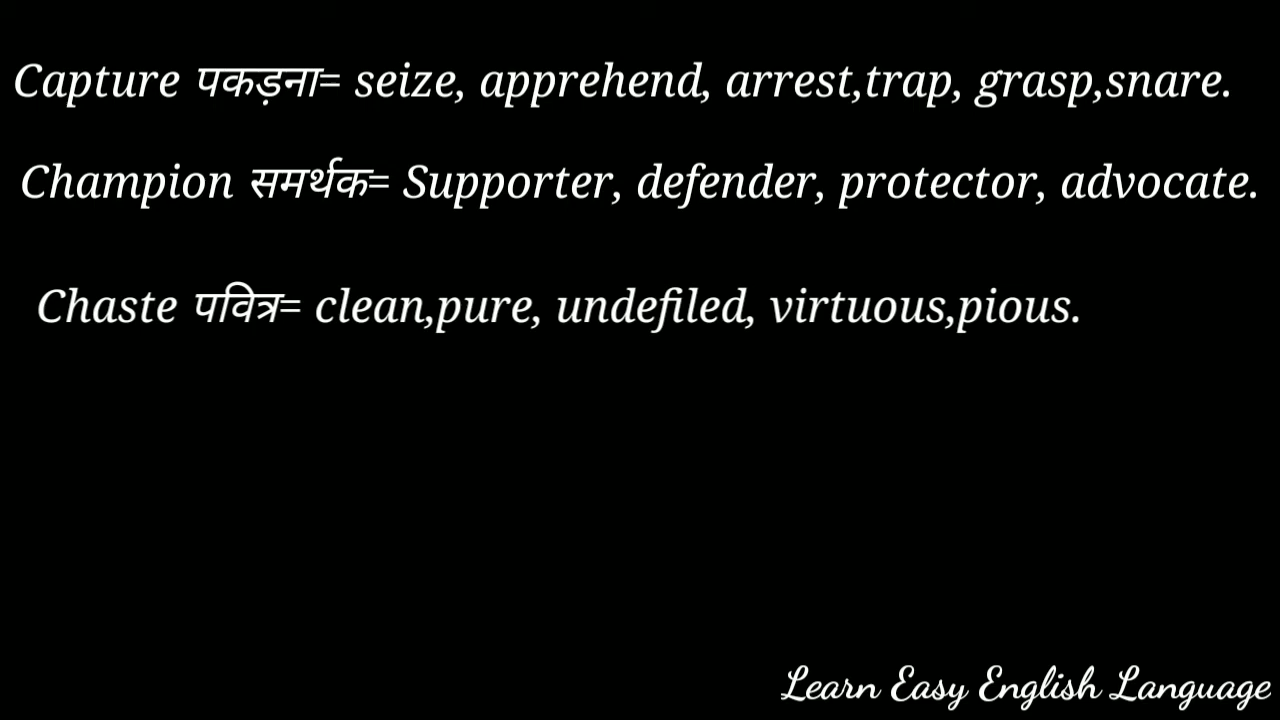 Capture पकड़ना= seize, apprehend, arrest,trap, grasp,snare.
Champion समर्थक= Supporter, defender, protector, advocate.
Chaste पवित्र= clean,pure, undefiled, virtuous,pious.
Learn Easy English Language